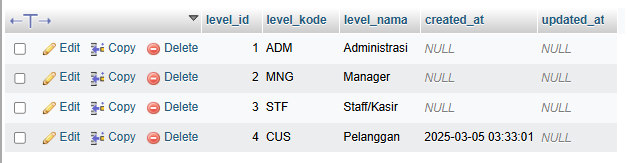 level_id level_kode level_nama created_at updated_at
Edit Copy Delete 1 ADM Administrasi NULL NULL
Edit Copy Delete 2 MNG Manager NULL NULL
Edit Copy Delete 3 STF Staff/Kasir NULL NULL
Edit Copy Delete 4 CUS Pelanggan 2025-03-05 03:33:01 NULL